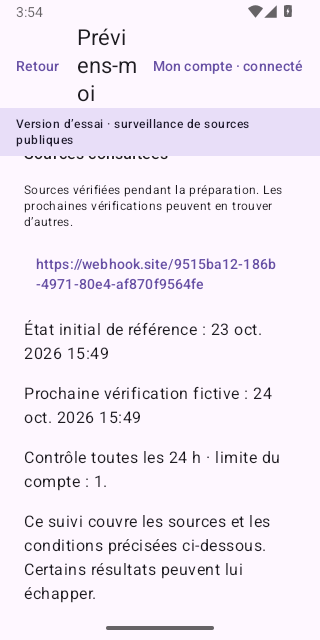 3:54
Retour
Prévi
ens-m
oi
Mon compte · connecté
Version d’essai · surveillance de sources
publiques
Sources consultées
Sources vérifiées pendant la préparation. Les
prochaines vérifications peuvent en trouver
d’autres.
https://webhook.site/9515ba12-186b
-4971-80e4-af870f9564fe
État initial de référence : 23 oct.
2026 15:49
Prochaine vérification fictive : 24
oct. 2026 15:49
Contrôle toutes les 24 h · limite du
compte : 1.
Ce suivi couvre les sources et les
conditions précisées ci-dessous.
Certains résultats peuvent lui
échapper.